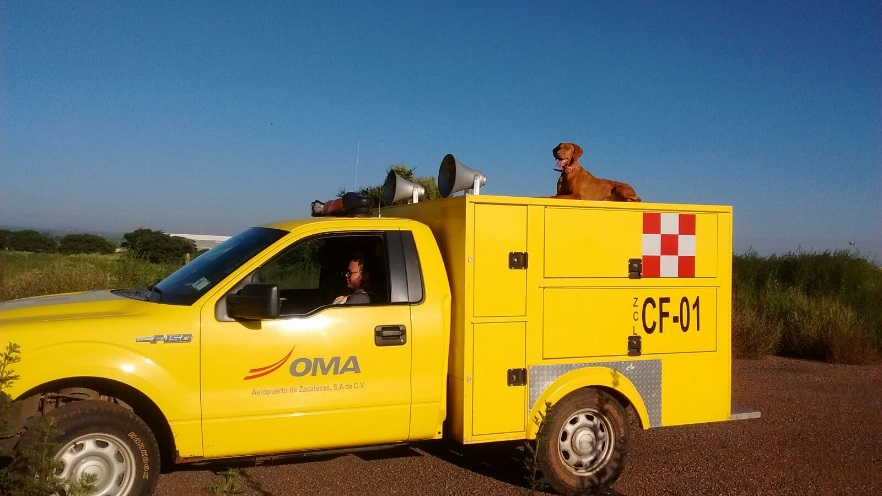 F-150
OMA
Aeropuerto de Zacatecas, S.A de C.V.
ZCL
CF-01